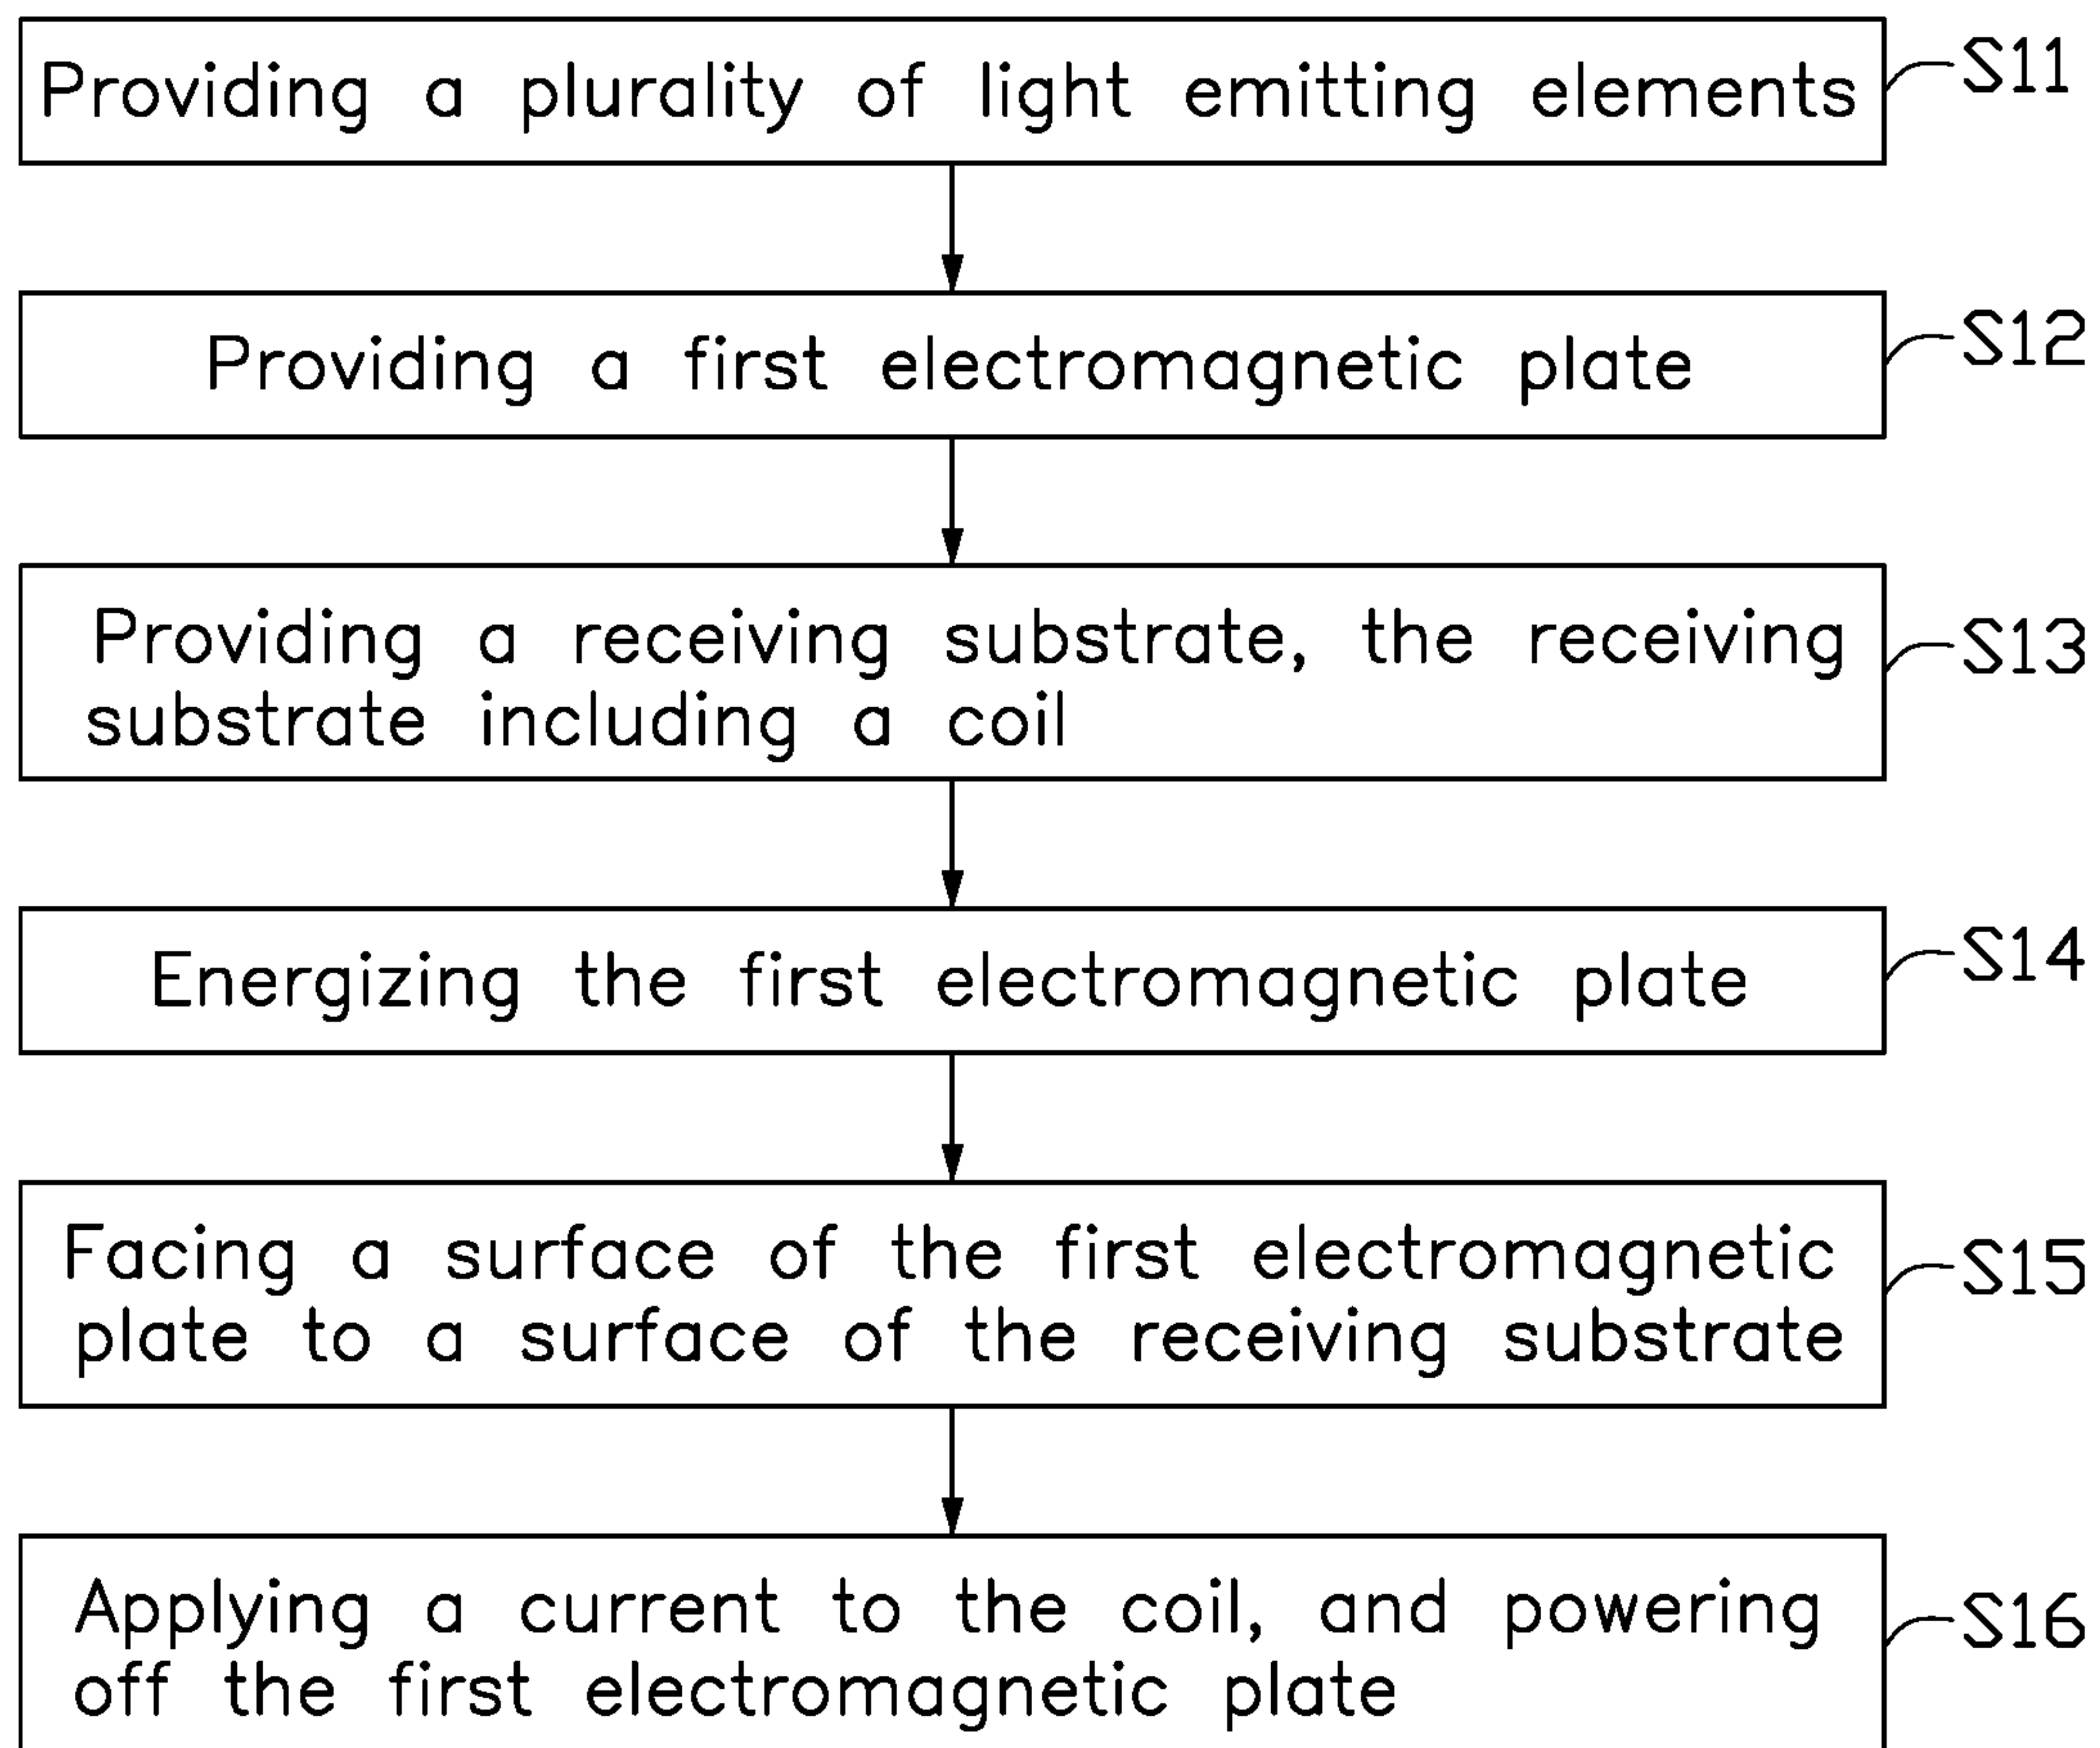 Providing a plurality of light emitting elements
S11
Providing a first electromagnetic plate
S12
Providing a receiving substrate, the receiving
substrate including a coil
S13
Energizing the first electromagnetic plate
S14
Facing a surface of the first electromagnetic
plate to a surface of the receiving substrate
S15
Applying a current to the coil, and powering
off the first electromagnetic plate
S16